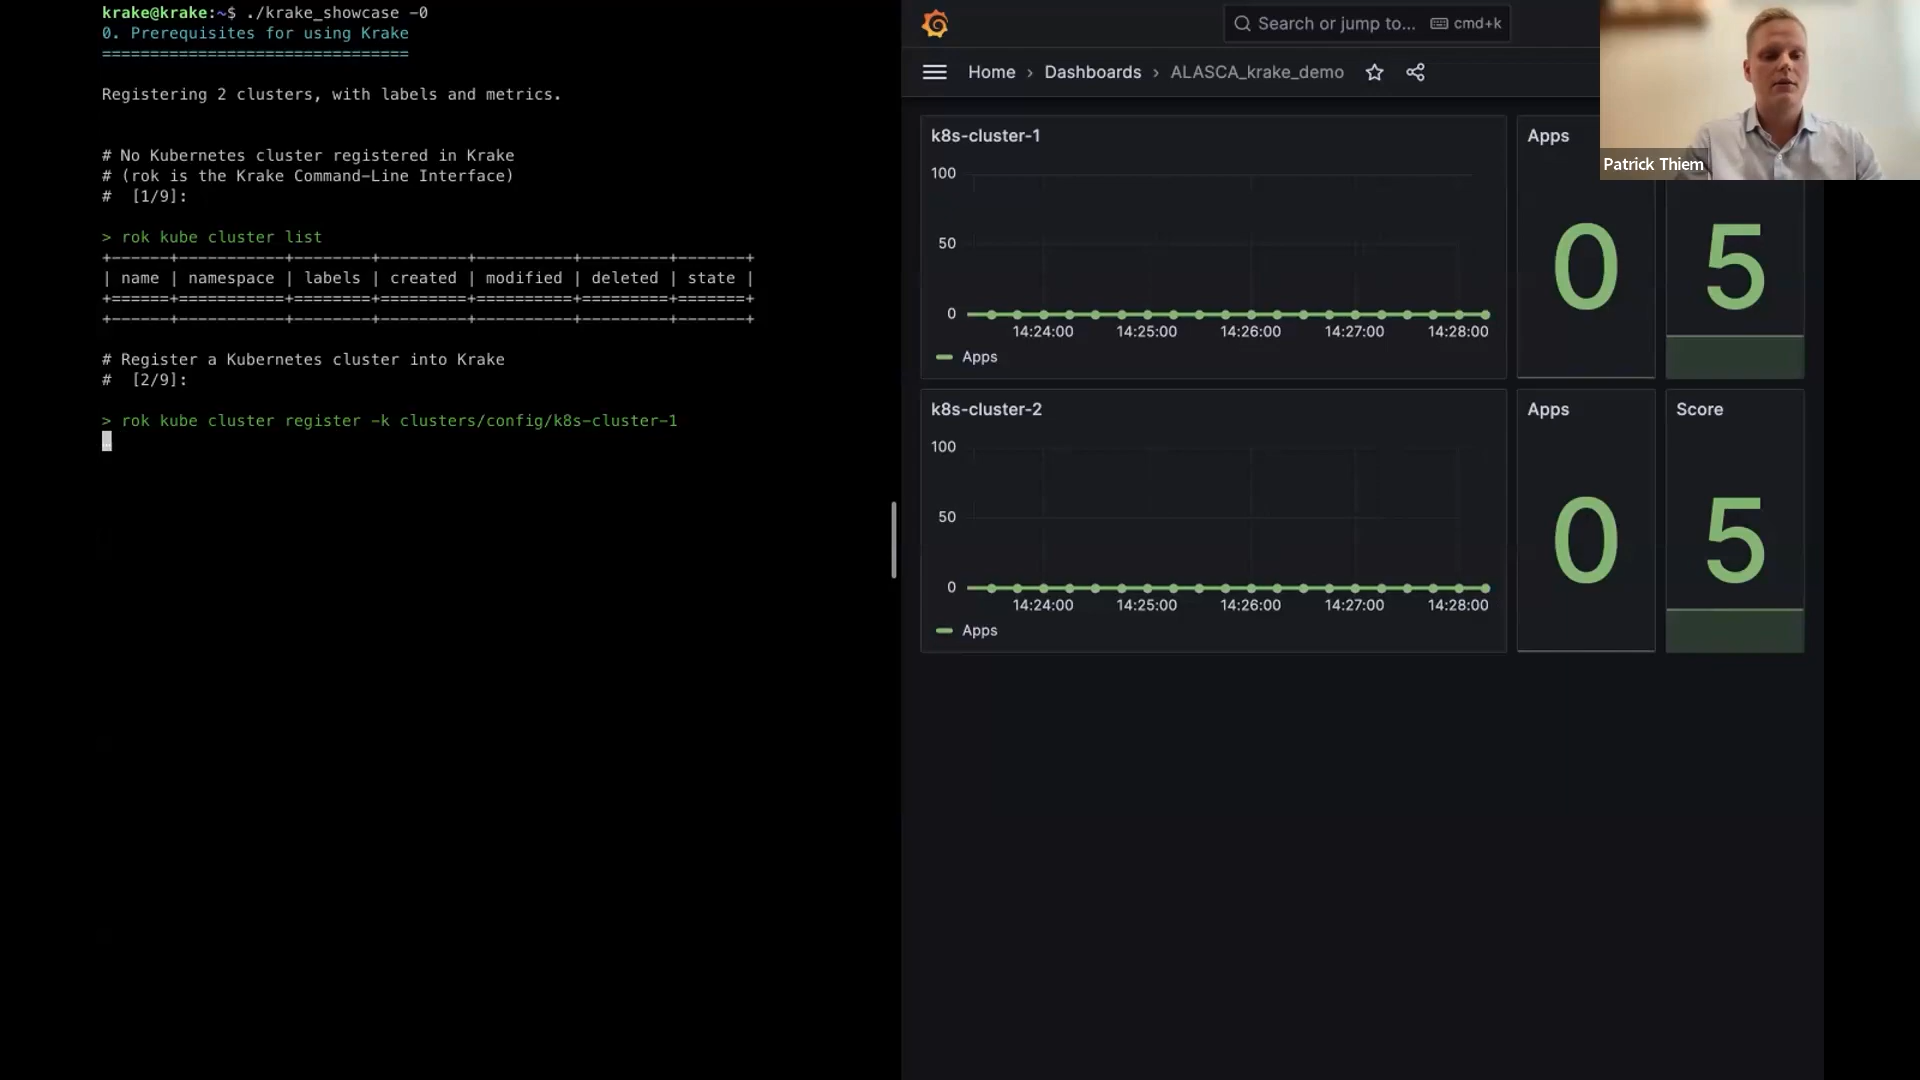 krake@krake:~$ ./krake_showcase -0
0. Prerequisites for using Krake
================================
Registering 2 clusters, with labels and metrics.
# No Kubernetes cluster registered in Krake
# (rok is the Krake Command-Line Interface)
#  [1/9]:
> rok kube cluster list
+------+-----------+--------+---------+----------+---------+-------+
| name | namespace | labels | created | modified | deleted | state |
+======+===========+========+=========+==========+=========+=======+
+------+-----------+--------+---------+----------+---------+-------+
# Register a Kubernetes cluster into Krake
#  [2/9]:
> rok kube cluster register -k clusters/config/k8s-cluster-1
Search or jump to... cmd+k
Home › Dashboards › ALASCA_krake_demo
Patrick Thiem
k8s-cluster-1
100
50
0
14:24:00 14:25:00 14:26:00 14:27:00 14:28:00
Apps
Apps
0
5
k8s-cluster-2
100
50
0
14:24:00 14:25:00 14:26:00 14:27:00 14:28:00
Apps
Apps
0
Score
5